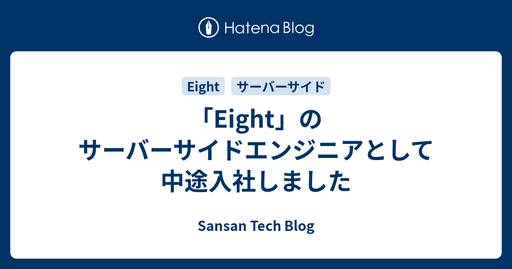 Hatena Blog
Eight サーバーサイド
「Eight」の
サーバーサイドエンジニアとして
中途入社しました
Sansan Tech Blog